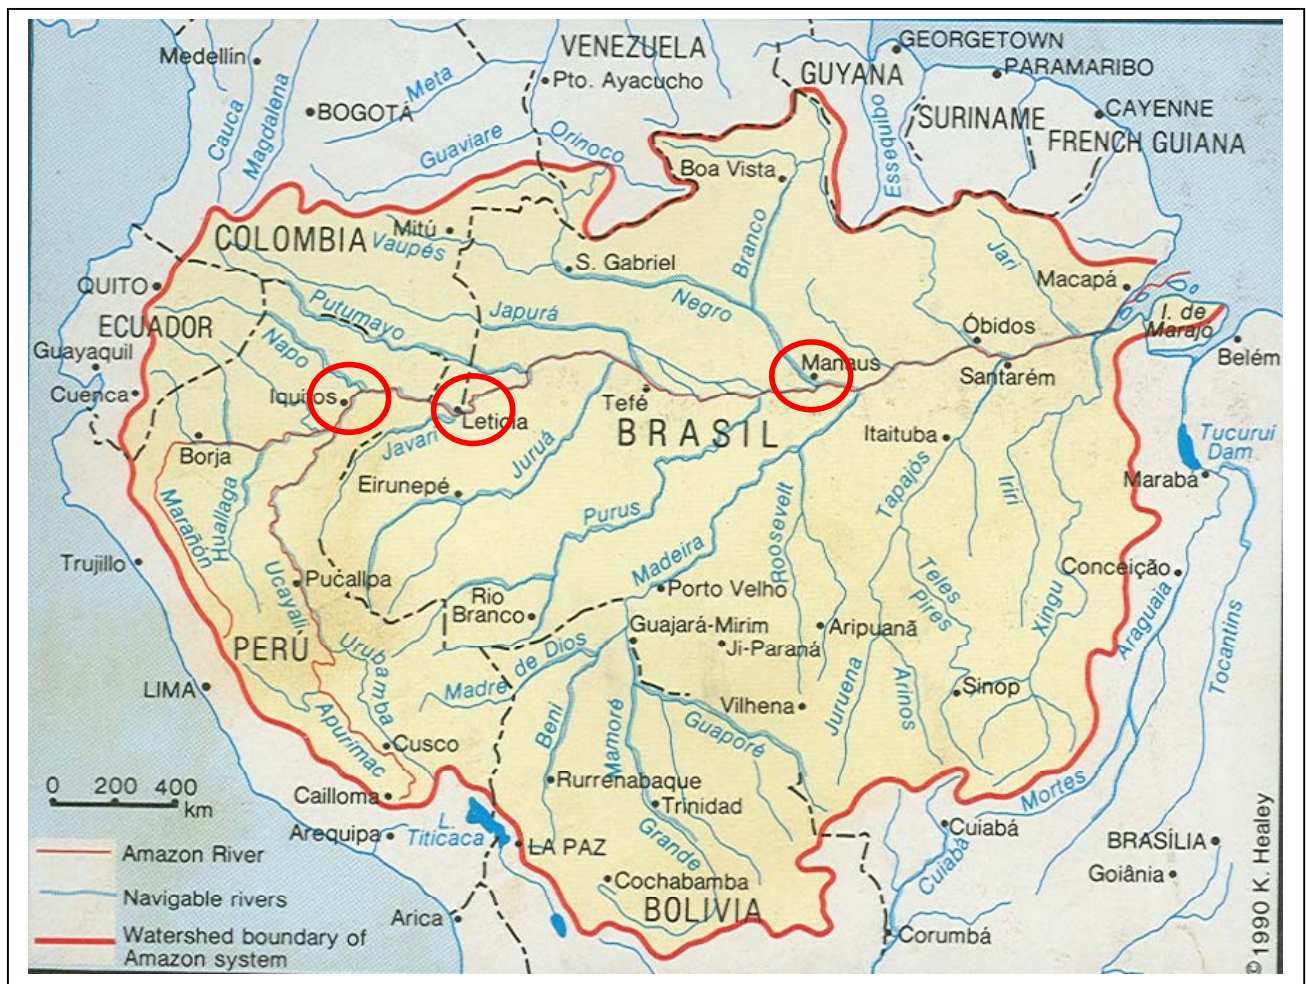 VENEZUELA
GEORGETOWN
Medellín
GUYANA
PARAMARIBO
Pto. Ayacucho
Meta
BOGOTÁ
CAYENNE
SURINAME
Cauca
Magdalena
Guaviare
Orinoco
Essequibo
FRENCH GUIANA
Boa Vista
COLOMBIA
Mitú
Vaupés
Branco
Jari
S. Gabriel
Macapá
QUITO
Putumayo
Japurá
Negro
I. de
Marajó
ECUADOR
Napo
Óbidos
Guayaquil
Manaus
Belém
Cuenca
Iquitos
Santarém
Leticia
Tefé
BRASIL
Itaituba
Tucuruí
Dam
Borja
Javari
Juruá
Marabá
Eirunepé
Tapajós
Iriri
Marañón
Huallaga
Purus
Roosevelt
Madeira
Trujillo
Ucayali
Pucallpa
Conceição
Teles
Pires
Xingu
Rio
Branco
Porto Velho
Araguaia
Tocantins
PERÚ
Urubamba
Guajará-Mirim
Aripuanã
Ji-Paraná
Madre de Dios
Juruena
Arinos
LIMA
Sinop
Apurímac
Beni
Mamoré
Vilhena
Guaporé
Cusco
0 200 400
km
Cailloma
Rurrenabaque
Trinidad
Mortes
Arequipa
L.
Titicaca
Cuiabá
BRASÍLIA
Amazon River
LA PAZ
Grande
Cuiabá
Goiânia
Navigable rivers
Cochabamba
Arica
BOLIVIA
Watershed boundary of
Amazon system
Corumbá
©1990 K. Healey